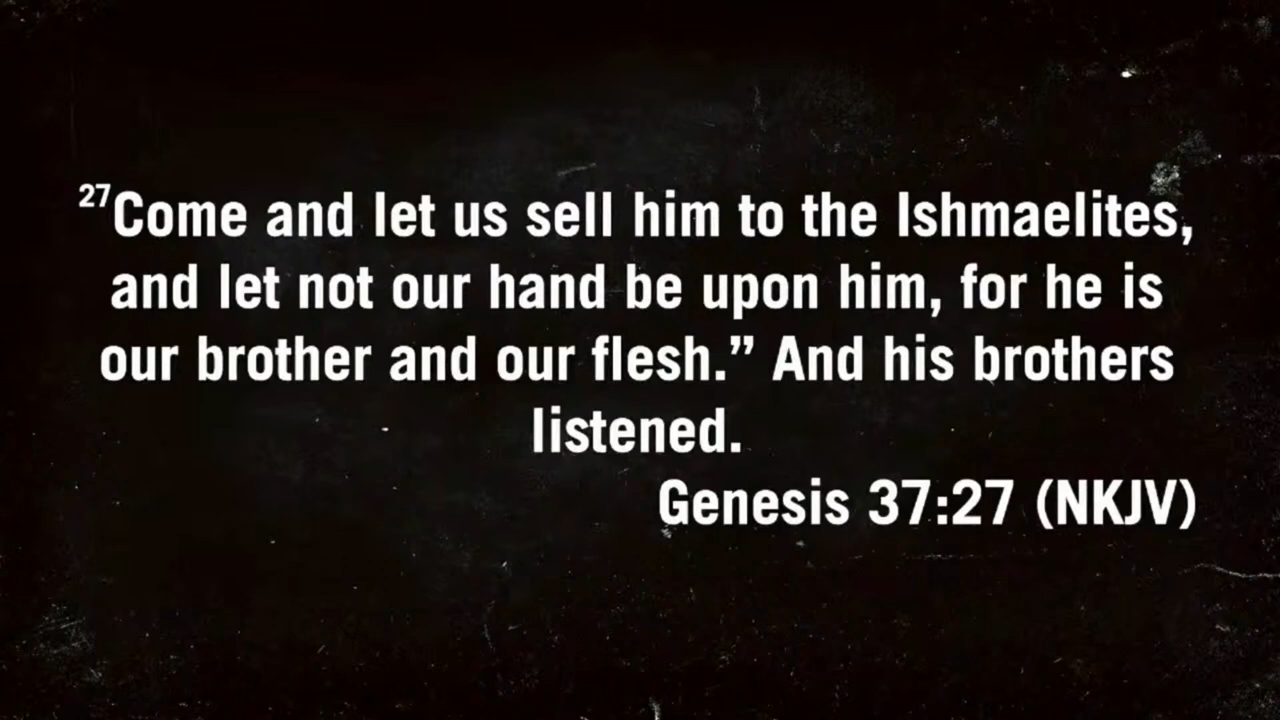 ²⁷Come and let us sell him to the Ishmaelites,
and let not our hand be upon him, for he is
our brother and our flesh.” And his brothers
listened.
Genesis 37:27 (NKJV)